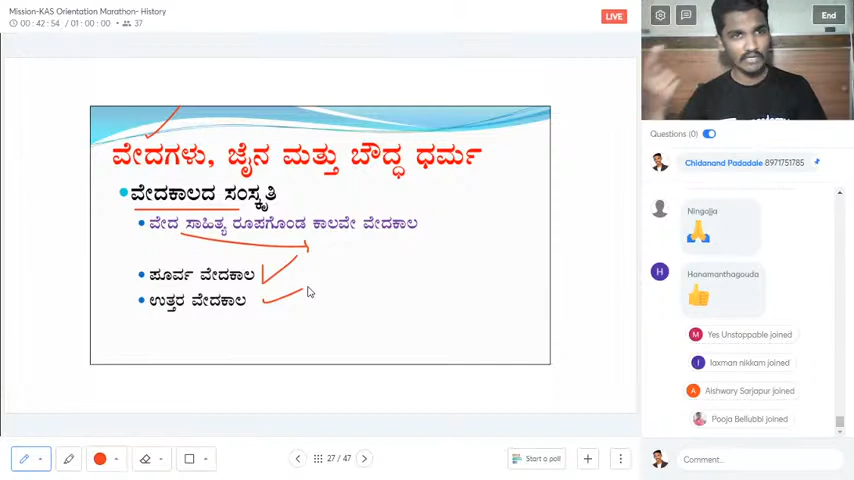 Mission-KAS Orientation Marathon- History
00 : 42 : 54 / 01 : 00 : 00 • 37
LIVE
End
ವೇದಗಳು, ಜೈನ ಮತ್ತು ಬೌದ್ಧ ಧರ್ಮ
ವೇದಕಾಲದ ಸಂಸ್ಕೃತಿ
ವೇದ ಸಾಹಿತ್ಯ ರೂಪಗೊಂಡ ಕಾಲವೇ ವೇದಕಾಲ
ಪೂರ್ವ ವೇದಕಾಲ
ಉತ್ತರ ವೇದಕಾಲ
Questions (0)
Chidanand Padadale 8971751785
Ningojja
H
Hanamanthagouda
M Yes Unstoppable joined
l laxman nikkam joined
A Aishwary Sarjapur joined
Pooja Bellubbi joined
27 / 47
Start a poll
Comment...